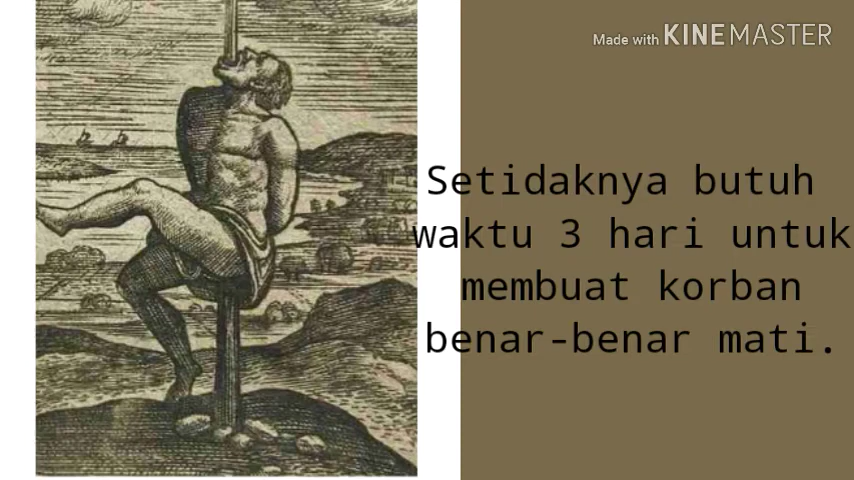 Made with KINEMASTER
Setidaknya butuh
waktu 3 hari untuk
membuat korban
benar-benar mati.